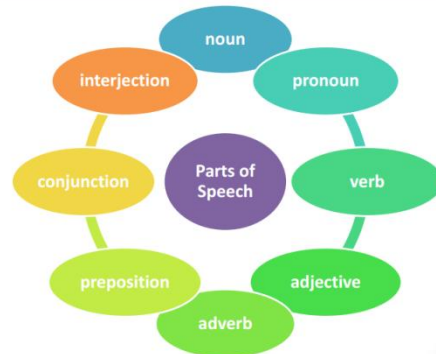 noun
pronoun
verb
adjective
adverb
preposition
conjunction
interjection
Parts of
Speech